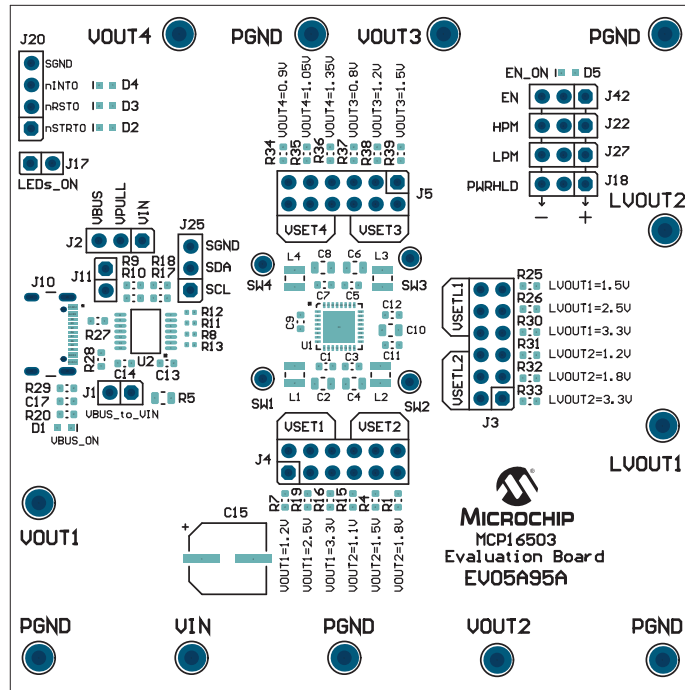 J20
VOUT4
PGND
VOUT3
PGND
SGND
nINTO
nRSTO
nSTRTO
D4
D3
D2
J17
LEDs_ON
VOUT4=0.9V
VOUT4=1.05V
VOUT4=1.35V
VOUT3=0.8V
VOUT3=1.2V
VOUT3=1.5V
R34
R35
R36
R37
R38
R39
J5
VSET4
VSET3
EN_ON
D5
EN
J42
HPM
J22
LPM
J27
PWRHLD
J18
-
+
LVOUT2
VBUS
VPULL
VIN
J2
J25
SGND
SDA
SCL
J11
R9
R10
R18
R17
J10
R27
R28
U2
R12
R11
R8
R13
C14
C13
R29
C17
R20
D1
VBUS_ON
J1
VBUS_to_VIN
R5
SW4
L4
C8
C6
L3
SW3
C7
C5
C9
U1
C12
C10
C11
C1
C3
SW1
L1
C2
C4
L2
SW2
VSETL1
VSETL2
R25
R26
R30
R31
R32
R33
LVOUT1=1.5V
LVOUT1=2.5V
LVOUT1=3.3V
LVOUT2=1.2V
LVOUT2=1.8V
LVOUT2=3.3V
J3
LVOUT1
VSET1
VSET2
J4
R7
R19
R16
R15
R4
R1
VOUT1=1.2V
VOUT1=2.5V
VOUT1=3.3V
VOUT2=1.1V
VOUT2=1.5V
VOUT2=1.8V
C15
+
VOUT1
MICROCHIP
MCP16503
Evaluation Board
EV05A95A
PGND
VIN
PGND
VOUT2
PGND